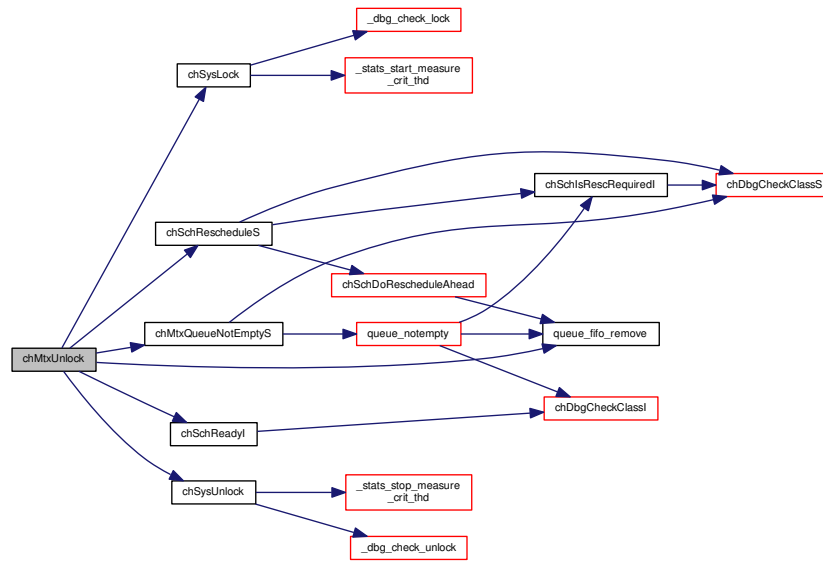 _dbg_check_lock
chSysLock
_stats_start_measure
_crit_thd
chSchIsRescRequiredI
chDbgCheckClassS
chSchRescheduleS
chSchDoRescheduleAhead
chMtxQueueNotEmptyS
queue_notempty
queue_fifo_remove
chMtxUnlock
chDbgCheckClassI
chSchReadyI
_stats_stop_measure
_crit_thd
chSysUnlock
_dbg_check_unlock